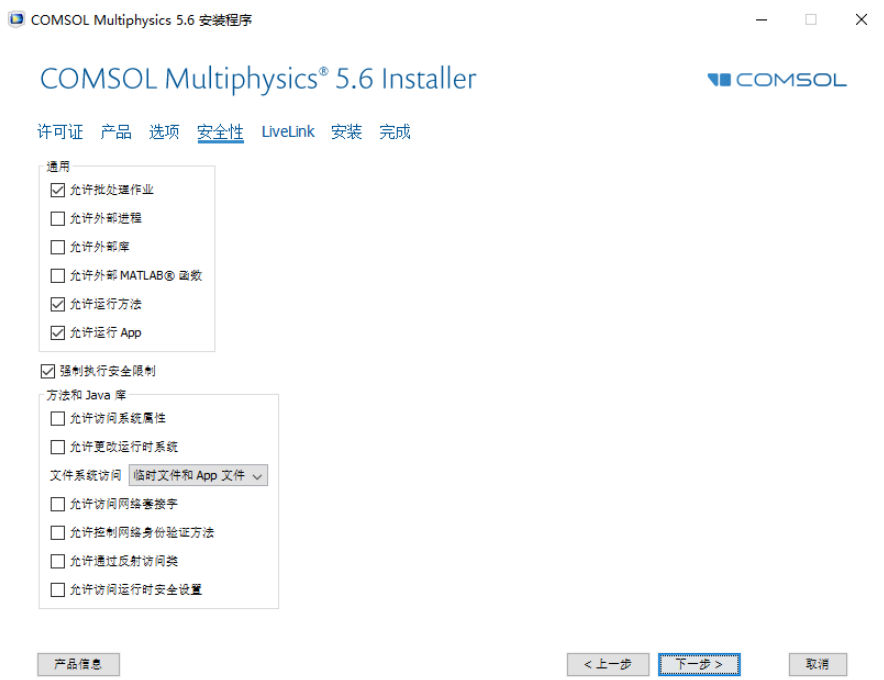 COMSOL Multiphysics 5.6 安装程序
COMSOL Multiphysics® 5.6 Installer
COMSOL
许可证 产品 选项 安全性 LiveLink 安装 完成
通用
允许批处理作业
允许外部进程
允许外部库
允许外部 MATLAB® 函数
允许运行方法
允许运行 App
强制执行安全限制
方法和 Java 库
允许访问系统属性
允许更改运行时系统
文件系统访问 临时文件和 App 文件
允许访问网络套接字
允许控制网络身份验证方法
允许通过反射访问类
允许访问运行时安全设置
产品信息 < 上一步 下一步 > 取消